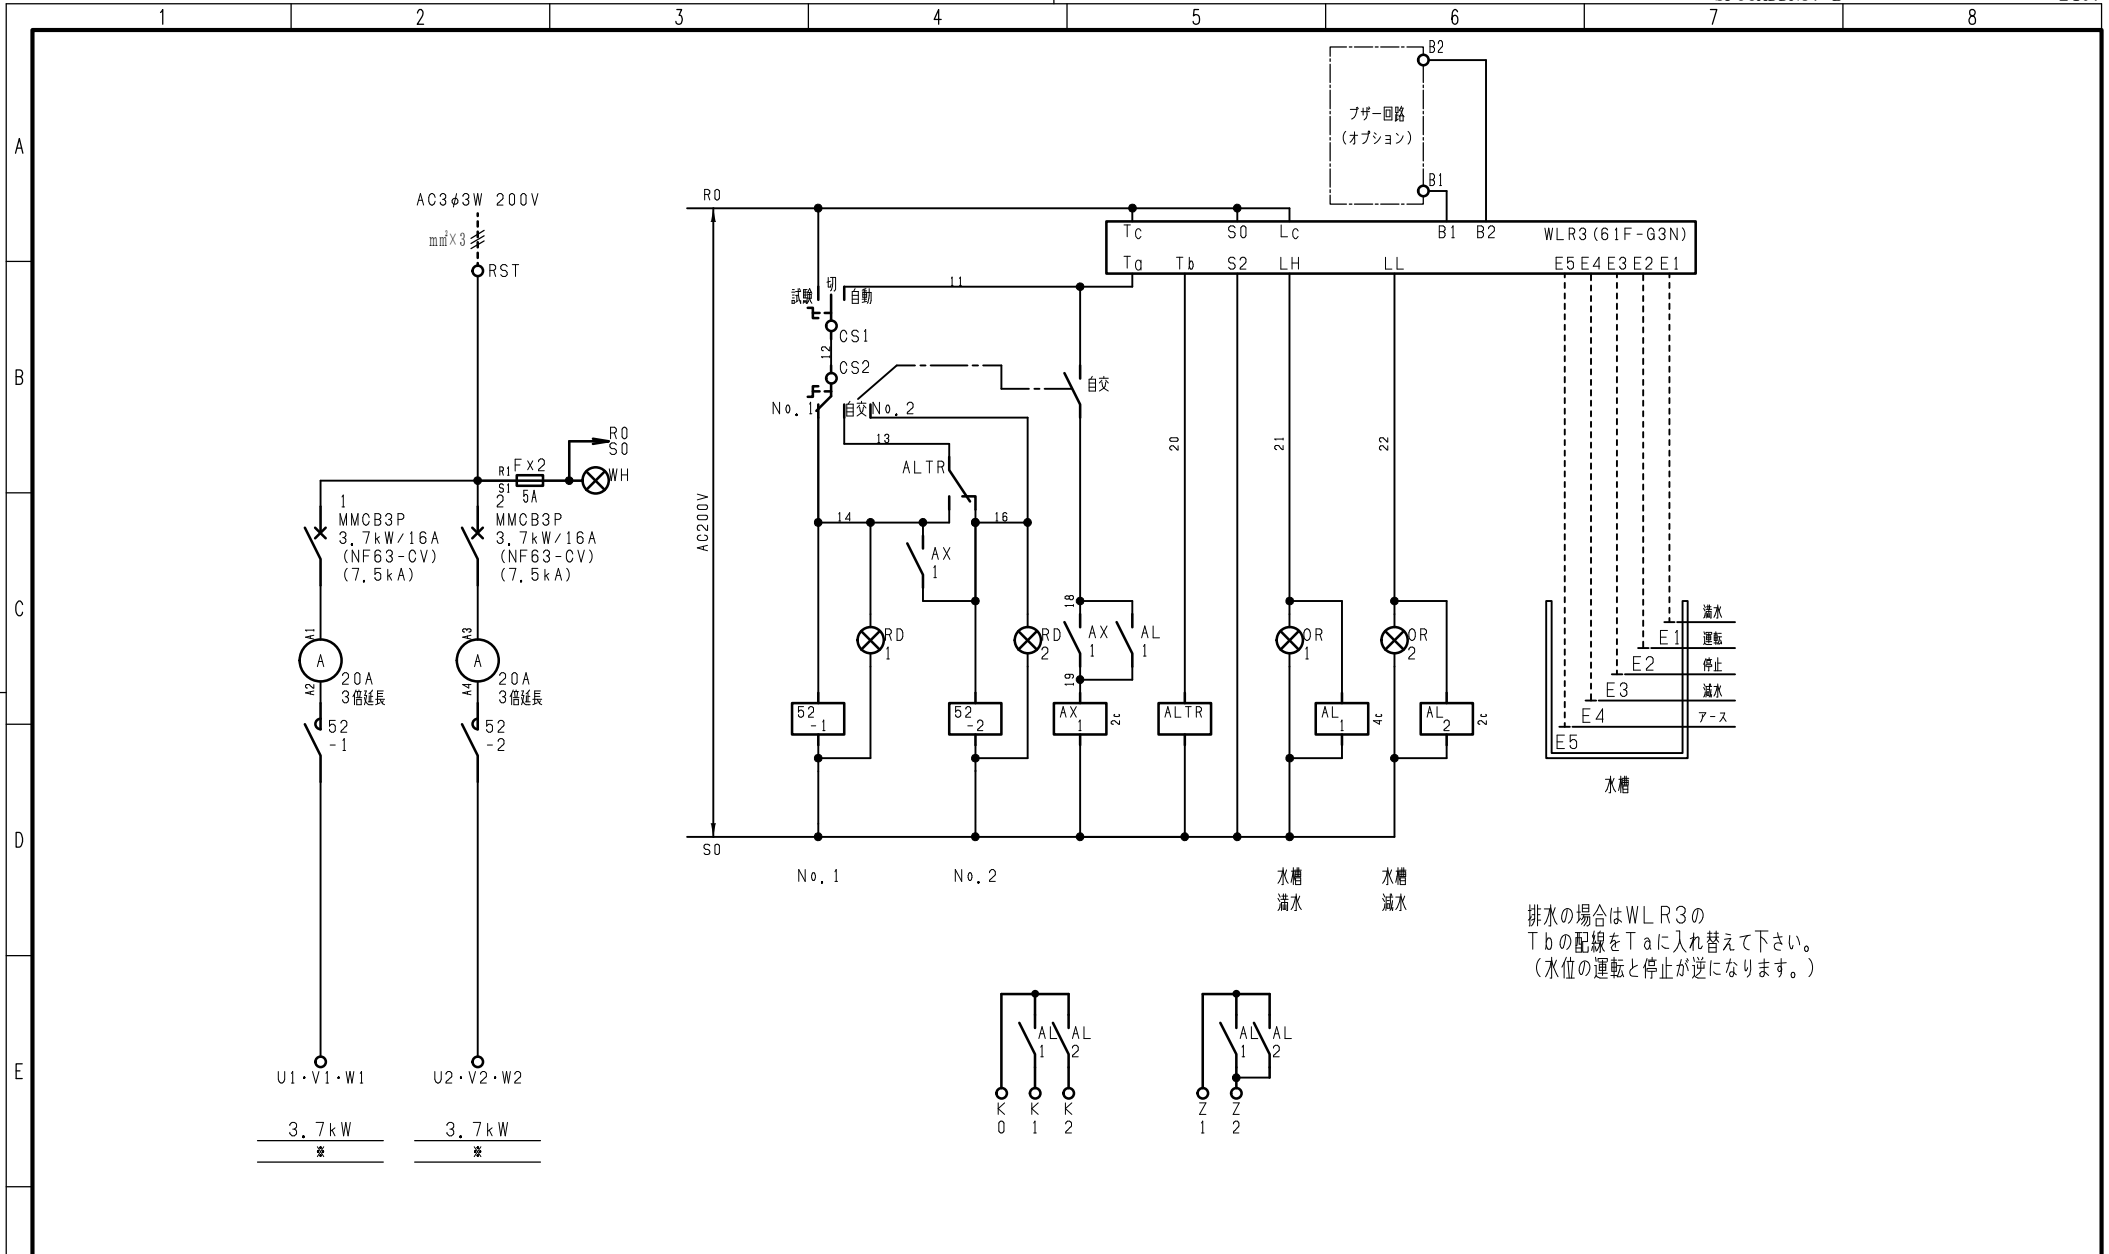 1 2 3 4 5 6 7 8
A
B
C
D
E
B2
ブザー回路
(オプション)
B1
AC3φ3W 200V
mm²×3
RST
R0
S0
R1
S1
F×2
5A
WH
1
MMCB3P
3.7kW/16A
(NF63-CV)
(7.5kA)
2
MMCB3P
3.7kW/16A
(NF63-CV)
(7.5kA)
A1
A
A2
20A
3倍延長
A3
A
A4
20A
3倍延長
52
-1
52
-2
U1・V1・W1
U2・V2・W2
3.7kW
※
3.7kW
※
R0
AC200V
S0
Tc S0 Lc B1 B2 WLR3(61F-G3N)
Ta Tb S2 LH LL E5 E4 E3 E2 E1
試験 切 自動
11
CS1
12
CS2
No.1 自交 No.2
自交
13
ALTR
14
16
20
21
22
AX
1
18
19
RD
1
RD
2
AX
1
AL
1
OR
1
OR
2
52
-1
52
-2
AX
1
2c
ALTR
AL
1
4c
AL
2
2c
満水
E1 運転
E2 停止
E3 減水
E4 アース
E5
水槽
No.1
No.2
水槽
満水
水槽
減水
排水の場合はWLR3の
Tbの配線をTaに入れ替えて下さい。
(水位の運転と停止が逆になります。)
AL
1
AL
2
K
0
K
1
K
2
AL
1
AL
2
Z
1
Z
2